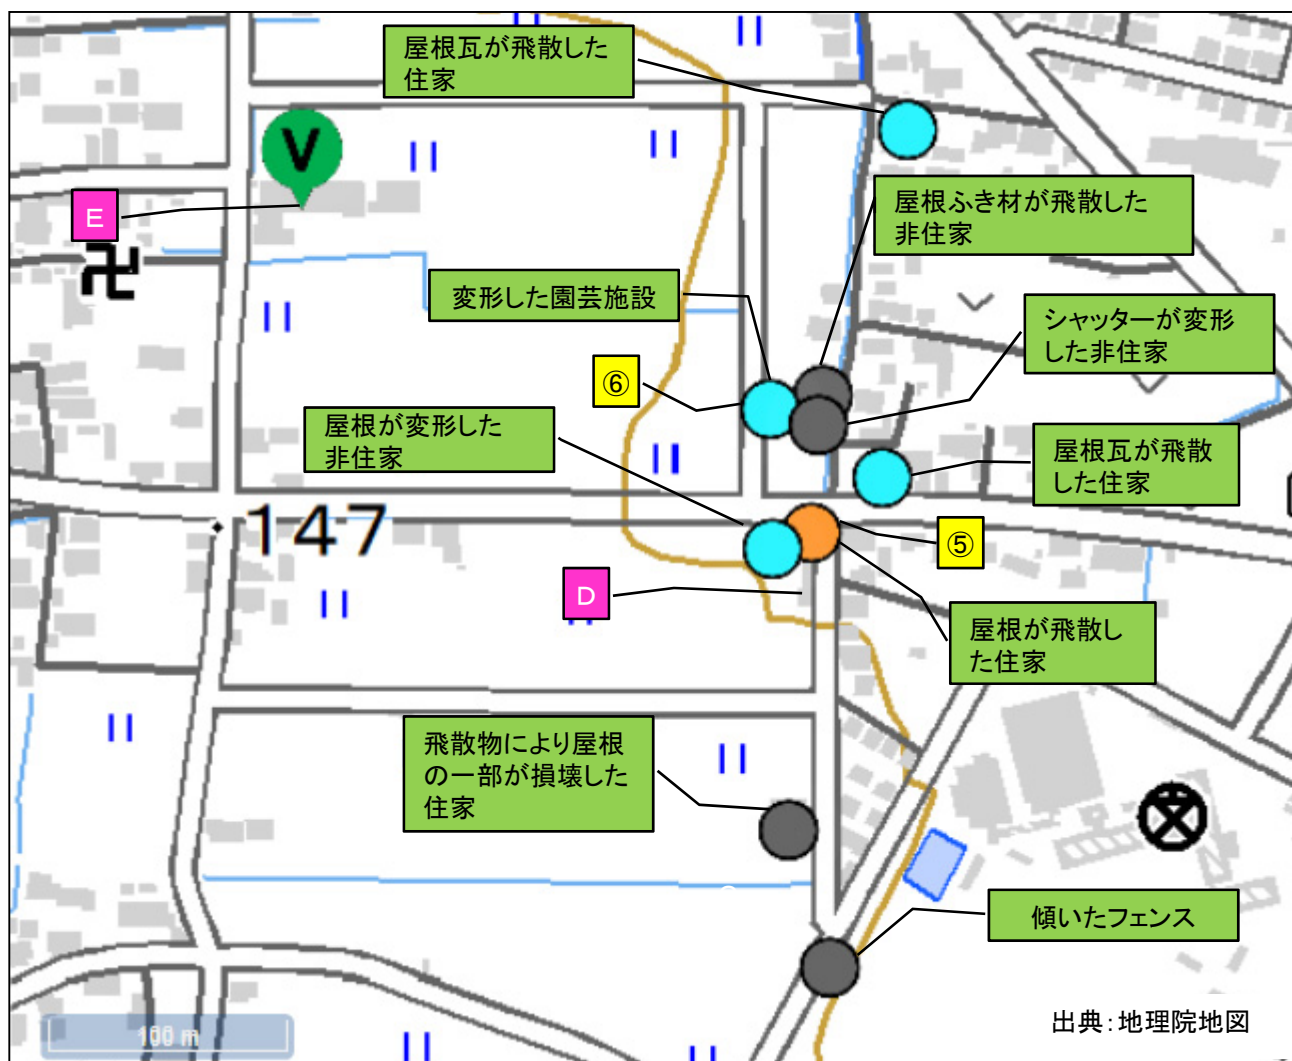 屋根瓦が飛散した
住家
V
E
屋根ふき材が飛散した
非住家
変形した園芸施設
シャッターが変形
した非住家
⑥
屋根が変形した
非住家
屋根瓦が飛散
した住家
147
⑤
D
屋根が飛散し
た住家
飛散物により屋根
の一部が損壊した
住家
傾いたフェンス
出典：地理院地図
100 m